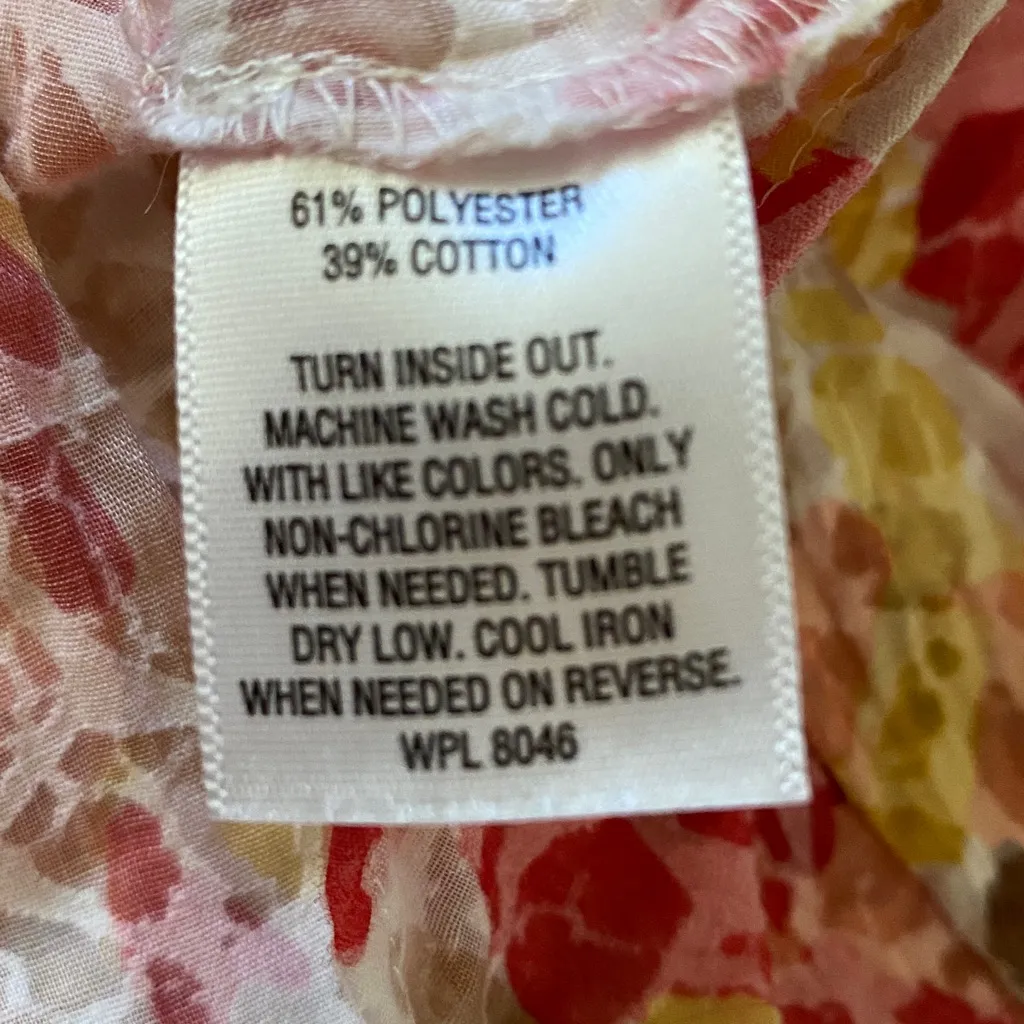 61% POLYESTER
39% COTTON
TURN INSIDE OUT.
MACHINE WASH COLD.
WITH LIKE COLORS. ONLY
NON-CHLORINE BLEACH
WHEN NEEDED. TUMBLE
DRY LOW. COOL IRON
WHEN NEEDED ON REVERSE.
WPL 8046